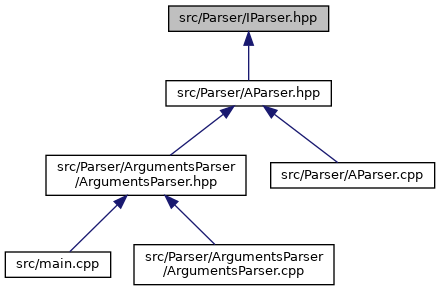 src/Parser/IParser.hpp
src/Parser/AParser.hpp
src/Parser/ArgumentsParser
/ArgumentsParser.hpp
src/Parser/AParser.cpp
src/main.cpp
src/Parser/ArgumentsParser
/ArgumentsParser.cpp